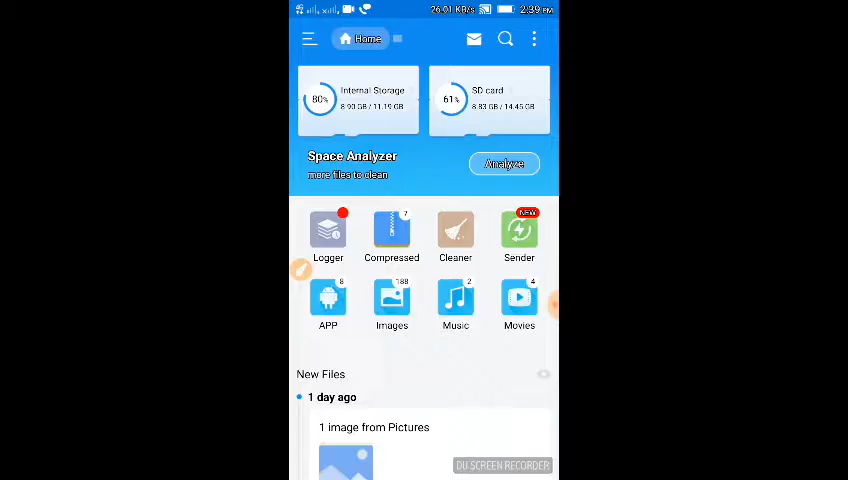 26.01 KB/s 2:39 PM
Home
80% Internal Storage
8.90 GB / 11.19 GB
61% SD card
8.83 GB / 14.45 GB
Space Analyzer
more files to clean
Analyze
7 NEW
Logger Compressed Cleaner Sender
8 188 2 4
APP Images Music Movies
New Files
1 day ago
1 image from Pictures
DU SCREEN RECORDER